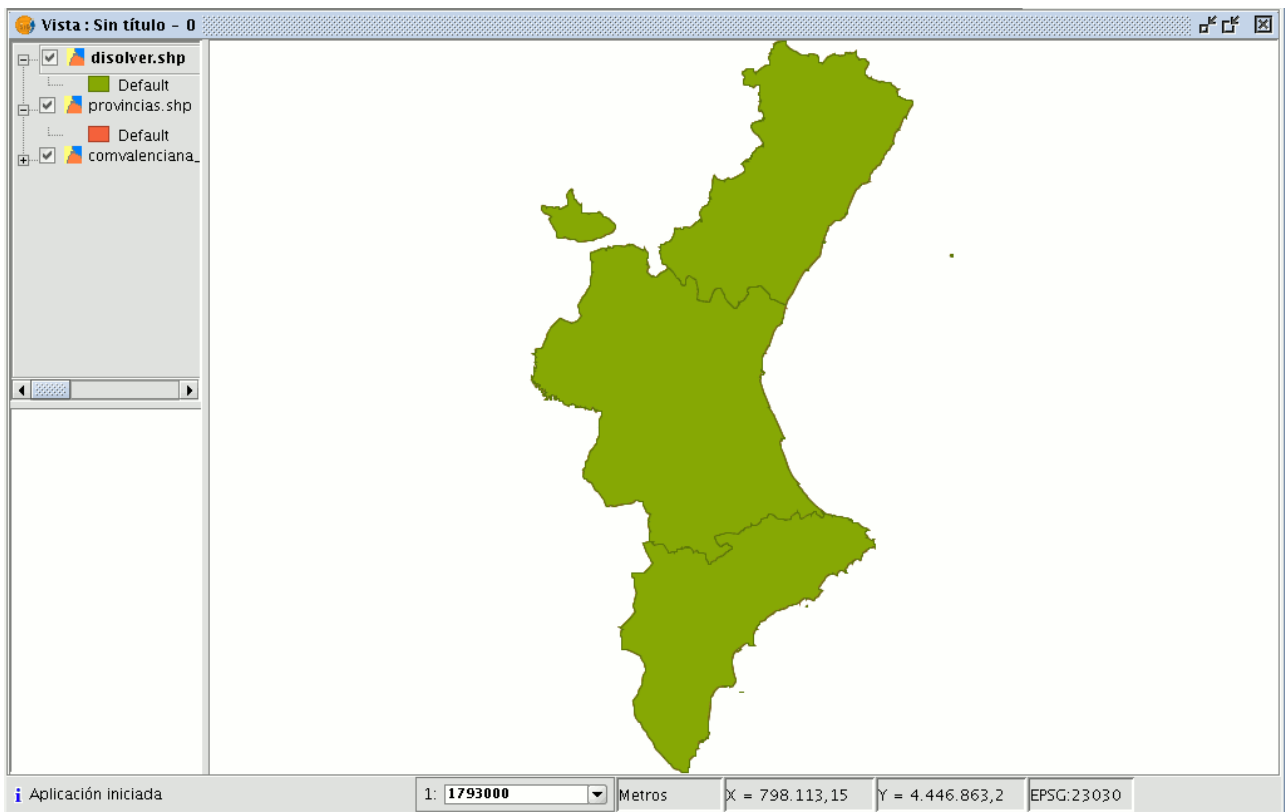 Vista : Sin título - 0
disolver.shp
Default
provincias.shp
Default
comvalenciana_
i Aplicación iniciada
1: 1793000
Metros
X = 798.113,15
Y = 4.446.863,2
EPSG:23030